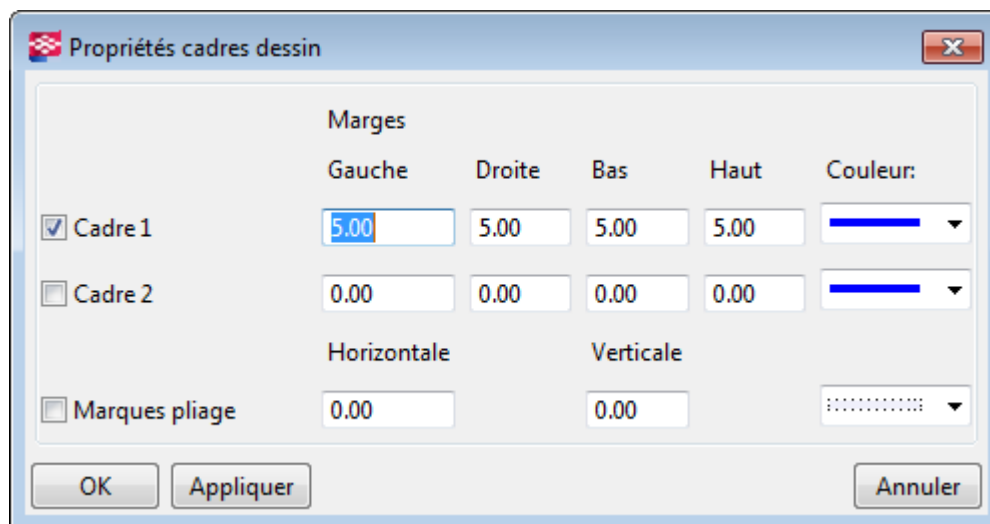 Propriétés cadres dessin
Marges
Gauche Droite Bas Haut Couleur:
Cadre 1 5.00 5.00 5.00 5.00
Cadre 2 0.00 0.00 0.00 0.00
Horizontale Verticale
Marques pliage 0.00 0.00
OK Appliquer Annuler